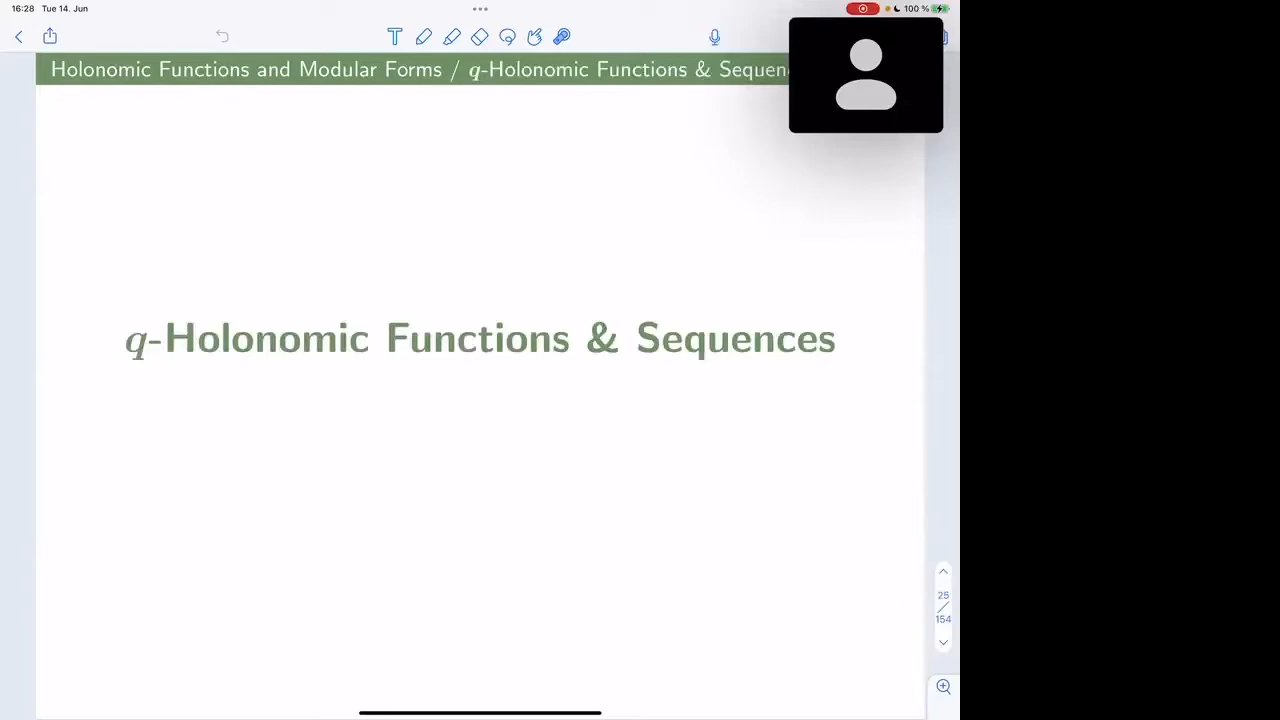 16:28 Tue 14. Jun
100 %
Holonomic Functions and Modular Forms / q-Holonomic Functions & Sequen
q-Holonomic Functions & Sequences
25
154